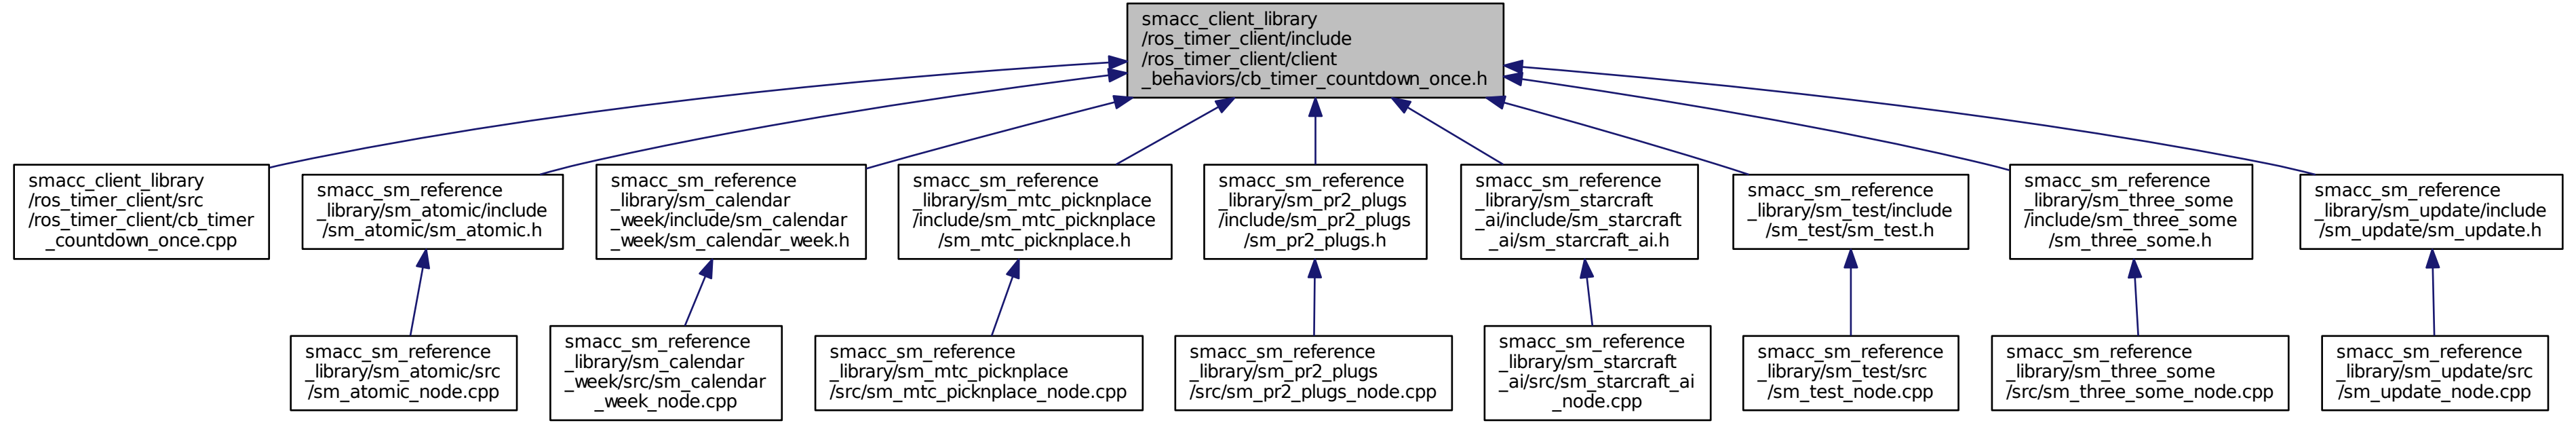 smacc_client_library
/ros_timer_client/include
/ros_timer_client/client
_behaviors/cb_timer_countdown_once.h
smacc_client_library
/ros_timer_client/src
/ros_timer_client/cb_timer
_countdown_once.cpp
smacc_sm_reference
_library/sm_atomic/include
/sm_atomic/sm_atomic.h
smacc_sm_reference
_library/sm_calendar
_week/include/sm_calendar
_week/sm_calendar_week.h
smacc_sm_reference
_library/sm_mtc_picknplace
/include/sm_mtc_picknplace
/sm_mtc_picknplace.h
smacc_sm_reference
_library/sm_pr2_plugs
/include/sm_pr2_plugs
/sm_pr2_plugs.h
smacc_sm_reference
_library/sm_starcraft
_ai/include/sm_starcraft
_ai/sm_starcraft_ai.h
smacc_sm_reference
_library/sm_test/include
/sm_test/sm_test.h
smacc_sm_reference
_library/sm_three_some
/include/sm_three_some
/sm_three_some.h
smacc_sm_reference
_library/sm_update/include
/sm_update/sm_update.h
smacc_sm_reference
_library/sm_atomic/src
/sm_atomic_node.cpp
smacc_sm_reference
_library/sm_calendar
_week/src/sm_calendar
_week_node.cpp
smacc_sm_reference
_library/sm_mtc_picknplace
/src/sm_mtc_picknplace_node.cpp
smacc_sm_reference
_library/sm_pr2_plugs
/src/sm_pr2_plugs_node.cpp
smacc_sm_reference
_library/sm_starcraft
_ai/src/sm_starcraft_ai
_node.cpp
smacc_sm_reference
_library/sm_test/src
/sm_test_node.cpp
smacc_sm_reference
_library/sm_three_some
/src/sm_three_some_node.cpp
smacc_sm_reference
_library/sm_update/src
/sm_update_node.cpp